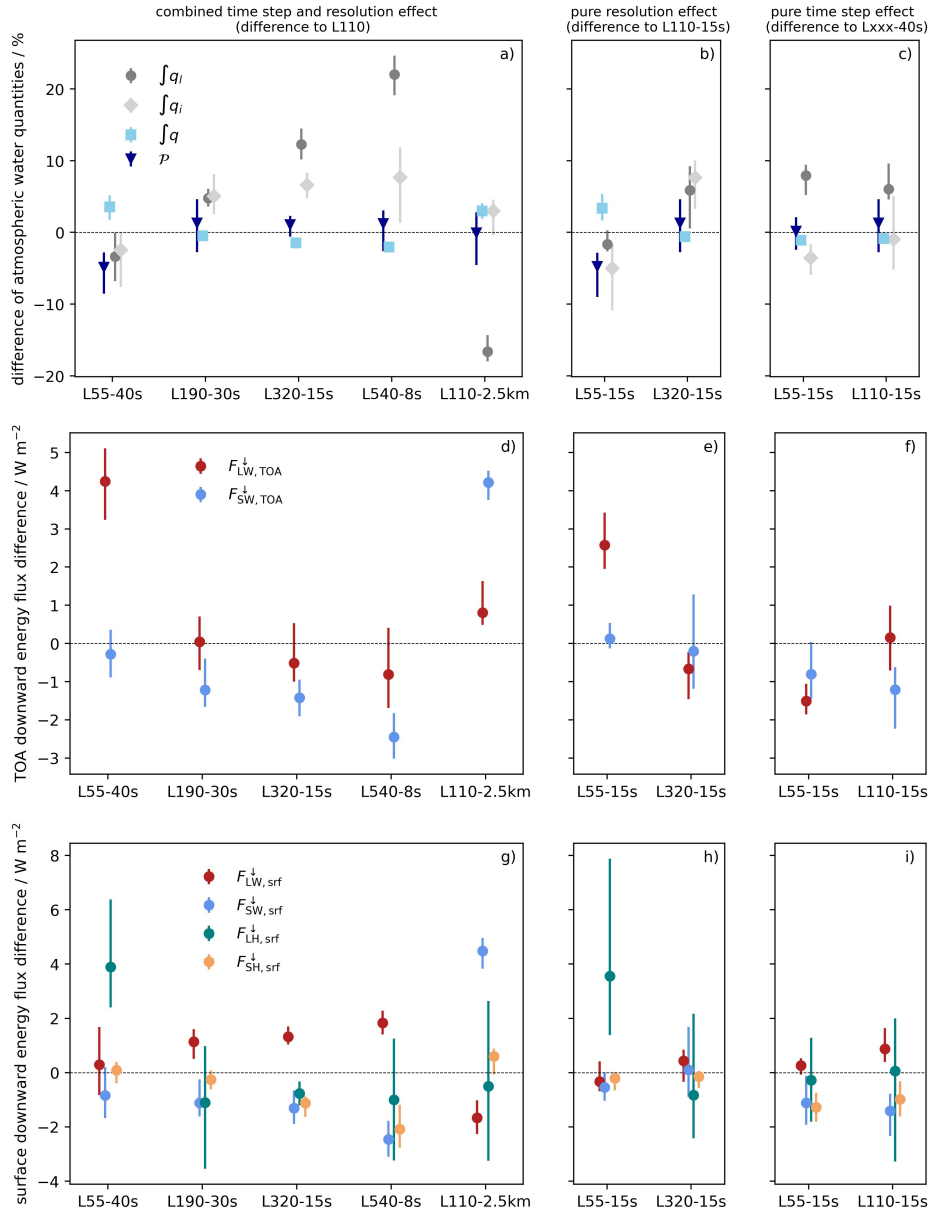 combined time step and resolution effect
(difference to L110)
pure resolution effect
(difference to L110-15s)
pure time step effect
(difference to Lxxx-40s)
difference of atmospheric water quantities / %
20
10
0
−10
−20
∫q_l
∫q_i
∫q
𝒫
a)
b)
c)
L55-40s L190-30s L320-15s L540-8s L110-2.5km
L55-15s L320-15s
L55-15s L110-15s
TOA downward energy flux difference / W m⁻²
5
4
3
2
1
0
−1
−2
−3
F↓LW, TOA
F↓SW, TOA
d)
e)
f)
L55-40s L190-30s L320-15s L540-8s L110-2.5km
L55-15s L320-15s
L55-15s L110-15s
surface downward energy flux difference / W m⁻²
8
6
4
2
0
−2
−4
F↓LW, srf
F↓SW, srf
F↓LH, srf
F↓SH, srf
g)
h)
i)
L55-40s L190-30s L320-15s L540-8s L110-2.5km
L55-15s L320-15s
L55-15s L110-15s